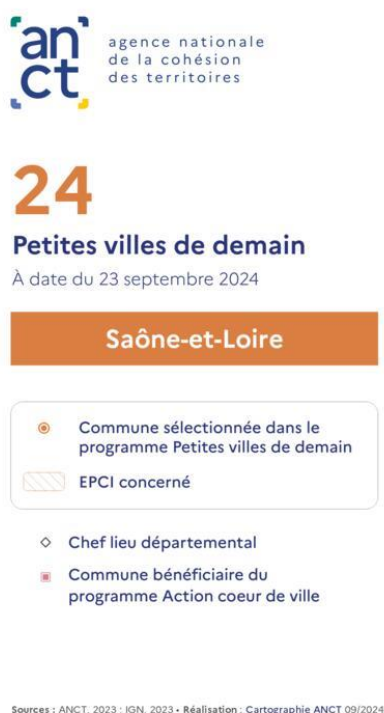 anct
agence nationale
de la cohésion
des territoires
24
Petites villes de demain
À date du 23 septembre 2024
Saône-et-Loire
Commune sélectionnée dans le
programme Petites villes de demain
EPCI concerné
Chef lieu départemental
Commune bénéficiaire du
programme Action coeur de ville
Sources : ANCT, 2023 ; IGN, 2023 • Réalisation : Cartographie ANCT 09/2024